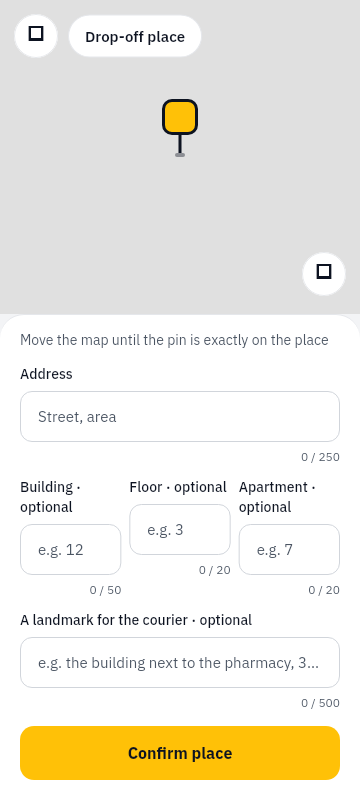 Drop-off place
Move the map until the pin is exactly on the place
Address
Street, area
0 / 250
Building · optional
e.g. 12
0 / 50
Floor · optional
e.g. 3
0 / 20
Apartment · optional
e.g. 7
0 / 20
A landmark for the courier · optional
e.g. the building next to the pharmacy, 3...
0 / 500
Confirm place